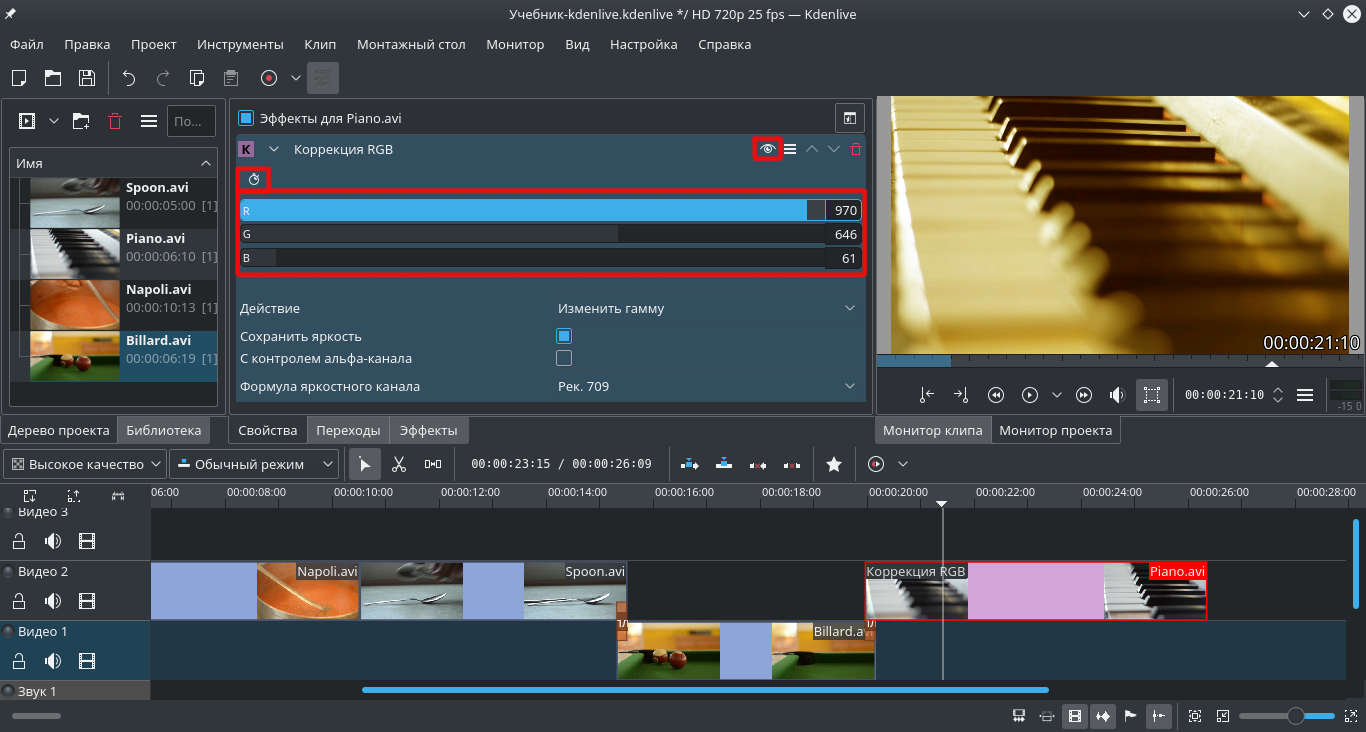 Учебник-kdenlive.kdenlive */ HD 720p 25 fps — Kdenlive
Файл Правка Проект Инструменты Клип Монтажный стол Монитор Вид Настройка Справка
По...
Имя
Spoon.avi
00:00:05:00 [1]
Piano.avi
00:00:06:10 [1]
Napoli.avi
00:00:10:13 [1]
Billard.avi
00:00:06:19 [1]
Эффекты для Piano.avi
K Коррекция RGB
R 970
G 646
B 61
Действие Изменить гамму
Сохранить яркость
С контролем альфа-канала
Формула яркостного канала Рек. 709
00:00:21:10
00:00:21:10
-15 0
Дерево проекта Библиотека Свойства Переходы Эффекты Монитор клипа Монитор проекта
Высокое качество Обычный режим 00:00:23:15 / 00:00:26:09
06:00 00:00:08:00 00:00:10:00 00:00:12:00 00:00:14:00 00:00:16:00 00:00:18:00 00:00:20:00 00:00:22:00 00:00:24:00 00:00:26:00 00:00:28:00
Видео 3
Видео 2
Napoli.avi Spoon.avi Коррекция RGB Piano.avi
Видео 1
Billard.av
Звук 1